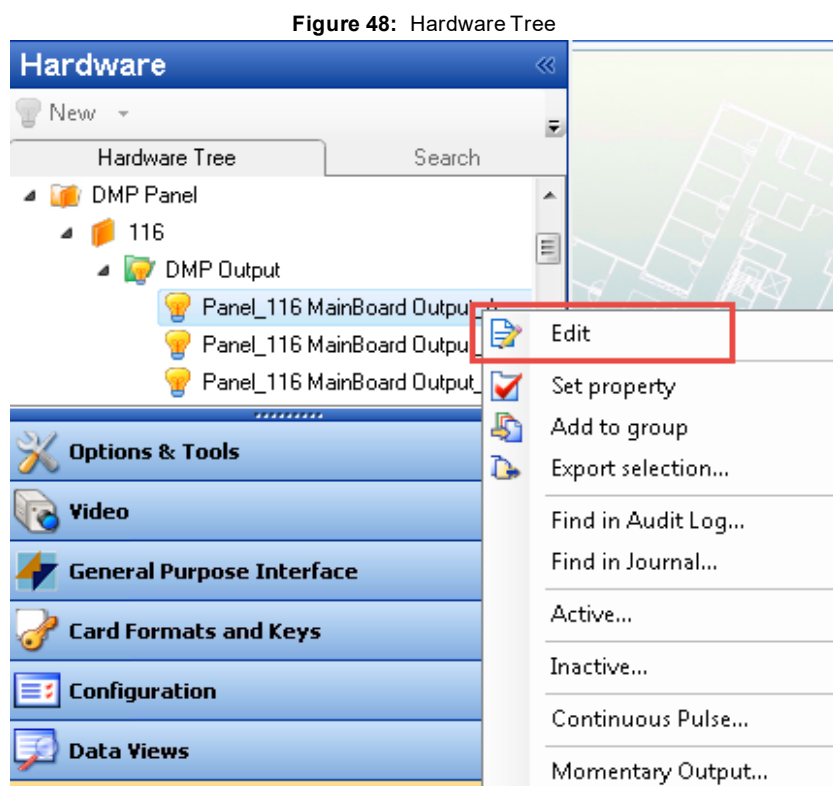 Figure 48: Hardware Tree
Hardware
New
Hardware Tree
Search
DMP Panel
116
DMP Output
Panel_116 MainBoard Output_
Panel_116 MainBoard Outpu
Panel_116 MainBoard Output_
Edit
Set property
Add to group
Export selection...
Find in Audit Log...
Find in Journal...
Active...
Inactive...
Continuous Pulse...
Momentary Output...
Options & Tools
Video
General Purpose Interface
Card Formats and Keys
Configuration
Data Views